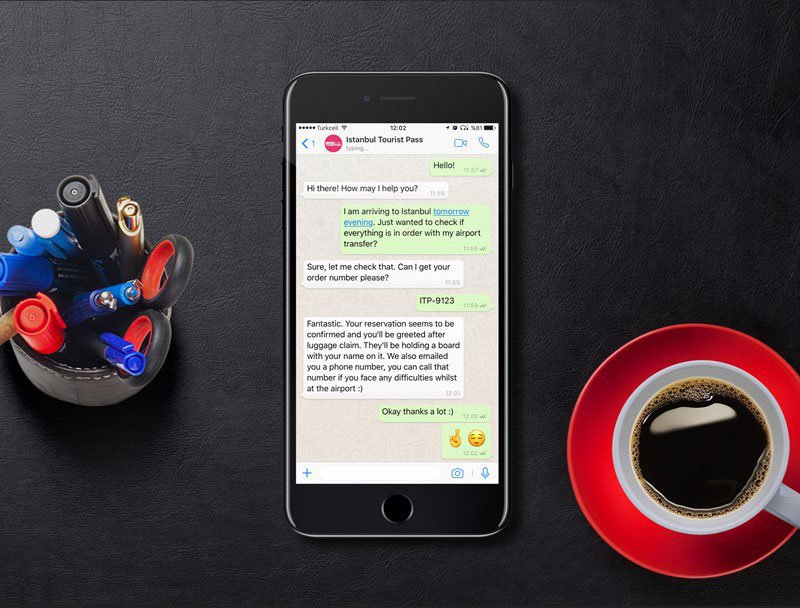 Turkcell 12:02 %81
1 Istanbul Tourist Pass
typing...
Hello!
11:57
Hi there! How may I help you?
11:58
I am arriving to Istanbul tomorrow
evening. Just wanted to check if
everything is in order with my airport
transfer?
11:58
Sure, let me check that. Can I get your
order number please?
11:59
ITP-9123
11:59
Fantastic. Your reservation seems to be
confirmed and you'll be greeted after
luggage claim. They'll be holding a board
with your name on it. We also emailed
you a phone number, you can call that
number if you face any difficulties whilst
at the airport :)
12:01
Okay thanks a lot :)
12:02
🤞😌
12:02